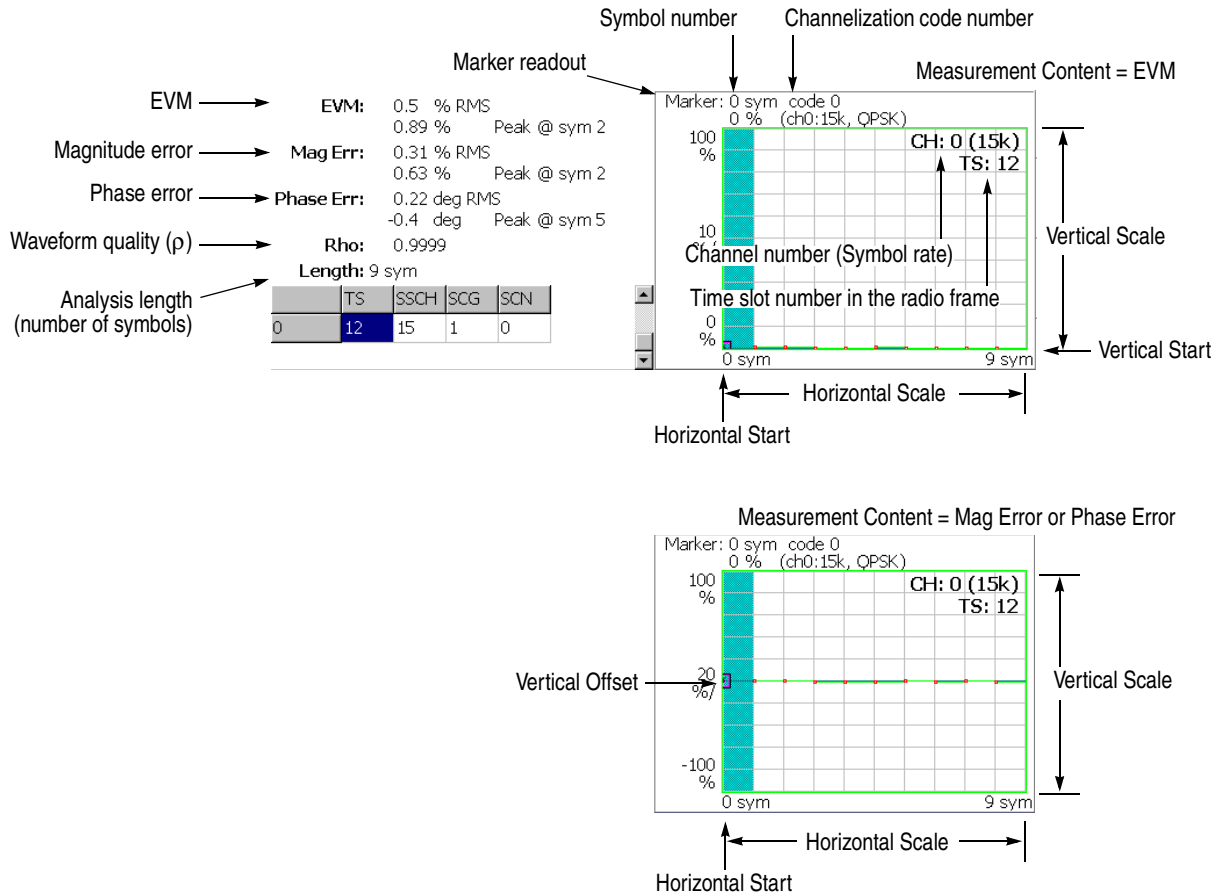 Symbol number
Channelization code number
Marker readout
Measurement Content = EVM
EVM
EVM: 0.5 % RMS
0.89 % Peak @ sym 2
Magnitude error
Mag Err: 0.31 % RMS
0.63 % Peak @ sym 2
Phase error
Phase Err: 0.22 deg RMS
-0.4 deg Peak @ sym 5
Waveform quality (ρ)
Rho: 0.9999
Length: 9 sym
Analysis length
(number of symbols)
TS SSCH SCG SCN
0 12 15 1 0
Marker: 0 sym code 0
0 % (ch0:15k, QPSK)
100
%
CH: 0 (15k)
TS: 12
10
Channel number (Symbol rate)
Time slot number in the radio frame
0
%
0 sym 9 sym
Vertical Scale
Vertical Start
Horizontal Scale
Horizontal Start
Measurement Content = Mag Error or Phase Error
Marker: 0 sym code 0
0 % (ch0:15k, QPSK)
100
%
CH: 0 (15k)
TS: 12
Vertical Offset
20
%/
Vertical Scale
-100
%
0 sym 9 sym
Horizontal Scale
Horizontal Start